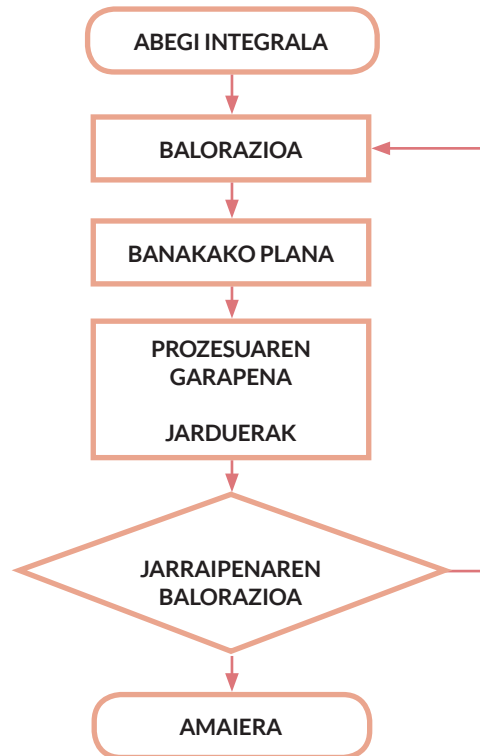 ABEGI INTEGRALA
BALORAZIOA
BANAKAKO PLANA
PROZESUAREN
GARAPENA
JARDUERAK
JARRAIPENAREN
BALORAZIOA
AMAIERA